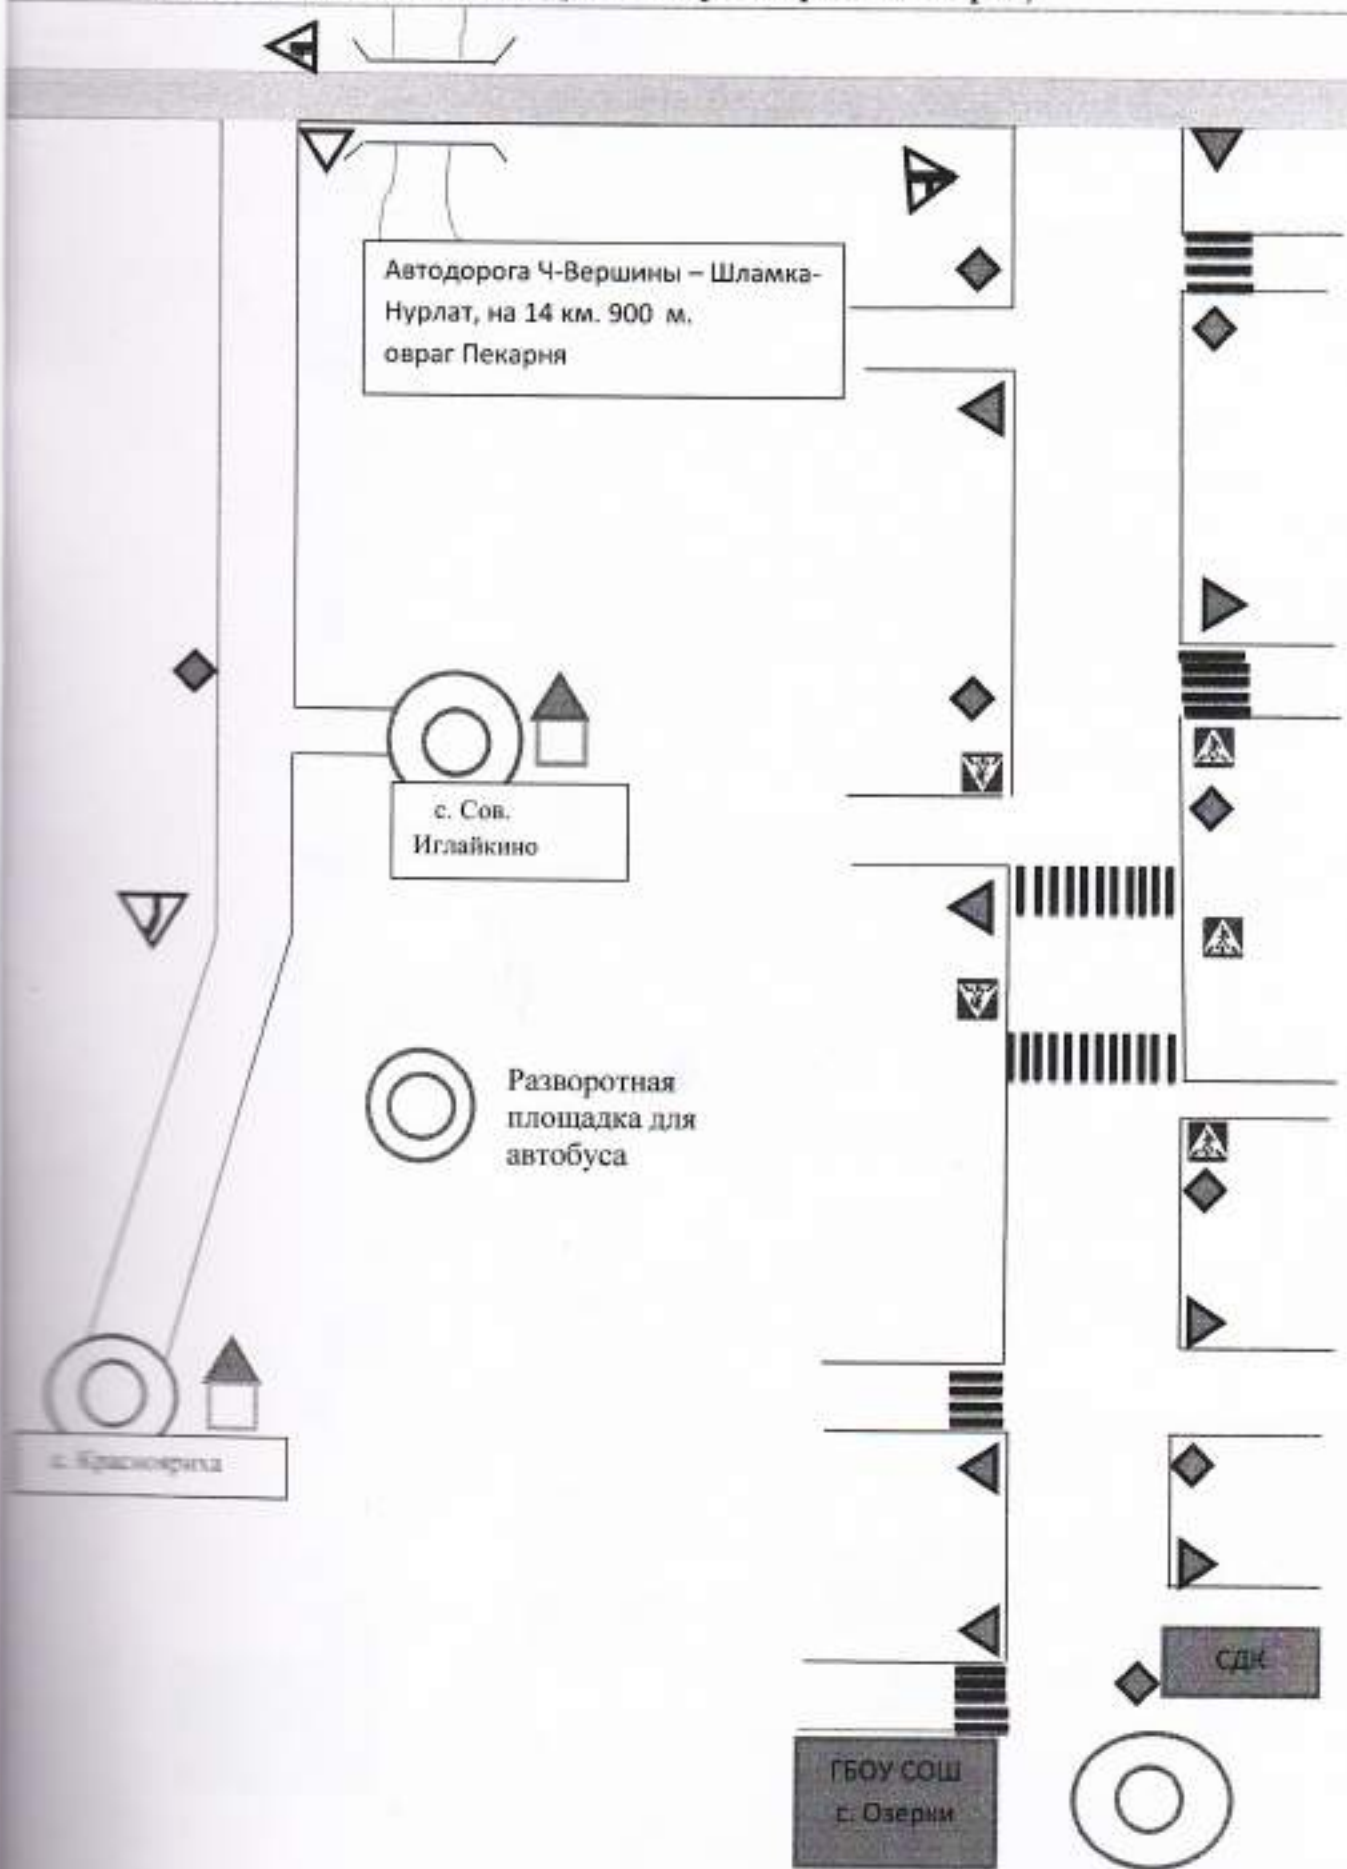 Автодорога Ч-Вершины – Шламка-
Нурлат, на 14 км. 900 м.
овраг Пекарня
с. Сов.
Иглайкино
Разворотная
площадка для
автобуса
с. Краснояриха
СДК
ГБОУ СОШ
с. Озерки